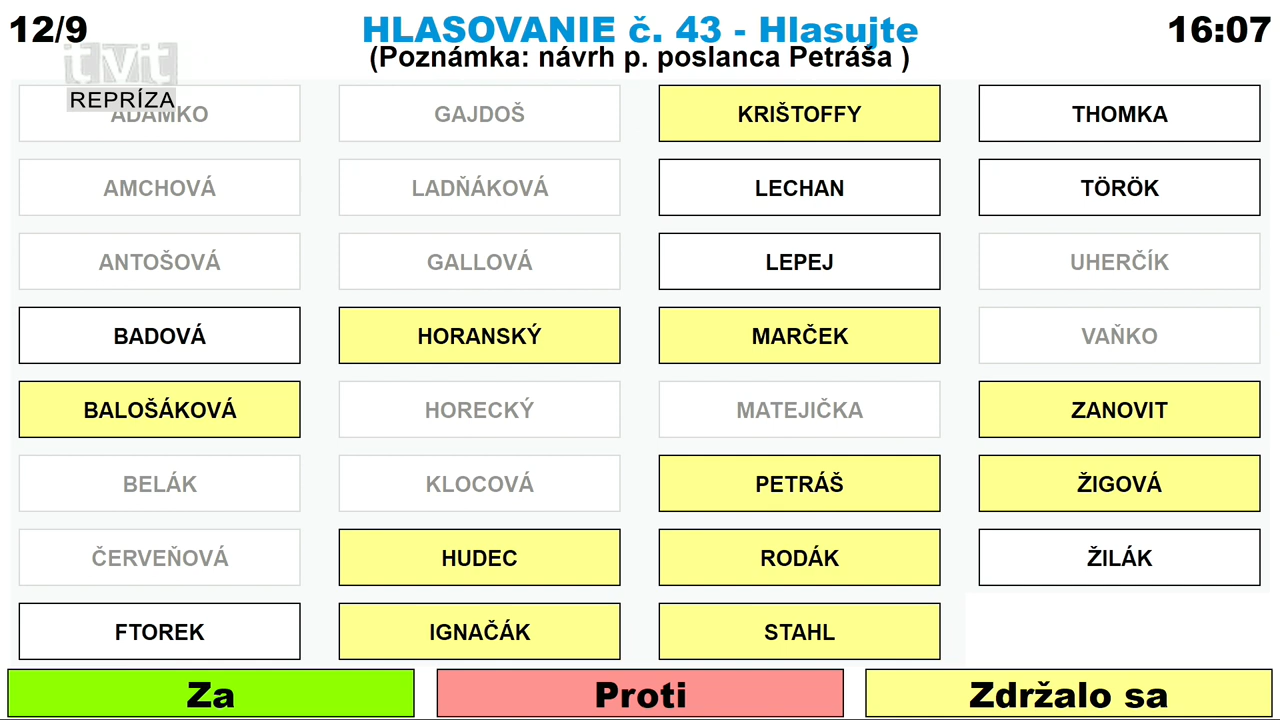 12/9 HLASOVANIE č. 43 - Hlasujte 16:07
(Poznámka: návrh p. poslanca Petráša )
tvit
REPRÍZA
ADAMKO GAJDOŠ KRIŠTOFFY THOMKA
AMCHOVÁ LADŇÁKOVÁ LECHAN TÖRÖK
ANTOŠOVÁ GALLOVÁ LEPEJ UHERČÍK
BADOVÁ HORANSKÝ MARČEK VAŇKO
BALOŠÁKOVÁ HORECKÝ MATEJIČKA ZANOVIT
BELÁK KLOCOVÁ PETRÁŠ ŽIGOVÁ
ČERVEŇOVÁ HUDEC RODÁK ŽILÁK
FTOREK IGNAČÁK STAHL
Za Proti Zdržalo sa